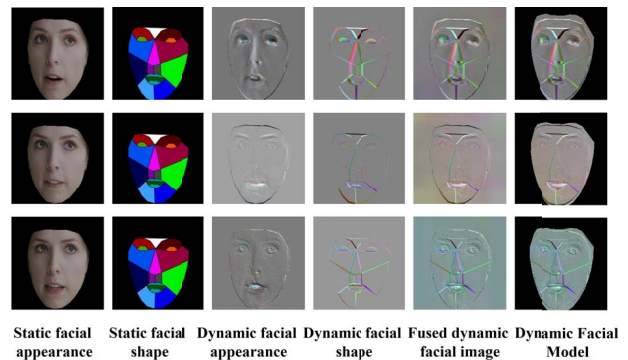 Static facial Static facial Dynamic facial Dynamic facial Fused dynamic Dynamic Facial
appearance shape appearance shape facial image Model